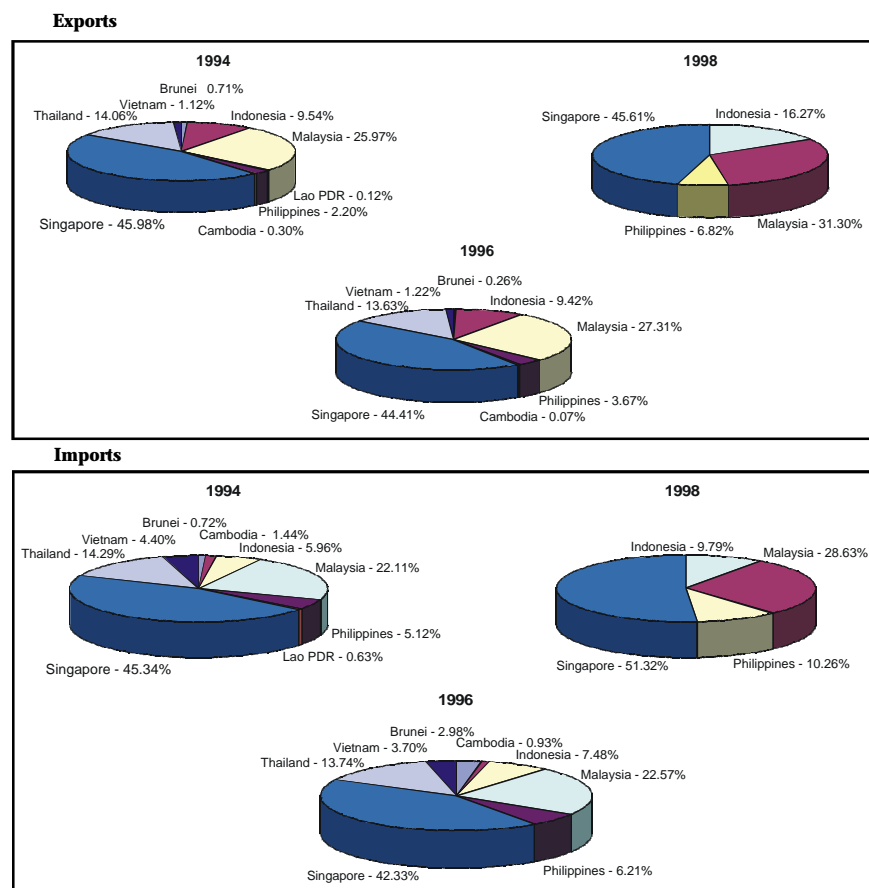 Exports
1994
Brunei 0.71%
Vietnam - 1.12%
Thailand - 14.06%
Indonesia - 9.54%
Malaysia - 25.97%
Lao PDR - 0.12%
Philippines - 2.20%
Singapore - 45.98%
Cambodia - 0.30%
1998
Singapore - 45.61%
Indonesia - 16.27%
Philippines - 6.82%
Malaysia - 31.30%
1996
Brunei - 0.26%
Vietnam - 1.22%
Indonesia - 9.42%
Thailand - 13.63%
Malaysia - 27.31%
Philippines - 3.67%
Singapore - 44.41%
Cambodia - 0.07%
Imports
1994
Brunei - 0.72%
Cambodia - 1.44%
Vietnam - 4.40%
Indonesia - 5.96%
Thailand - 14.29%
Malaysia - 22.11%
Philippines - 5.12%
Lao PDR - 0.63%
Singapore - 45.34%
1998
Indonesia - 9.79%
Malaysia - 28.63%
Singapore - 51.32%
Philippines - 10.26%
1996
Brunei - 2.98%
Cambodia - 0.93%
Vietnam - 3.70%
Indonesia - 7.48%
Thailand - 13.74%
Malaysia - 22.57%
Singapore - 42.33%
Philippines - 6.21%